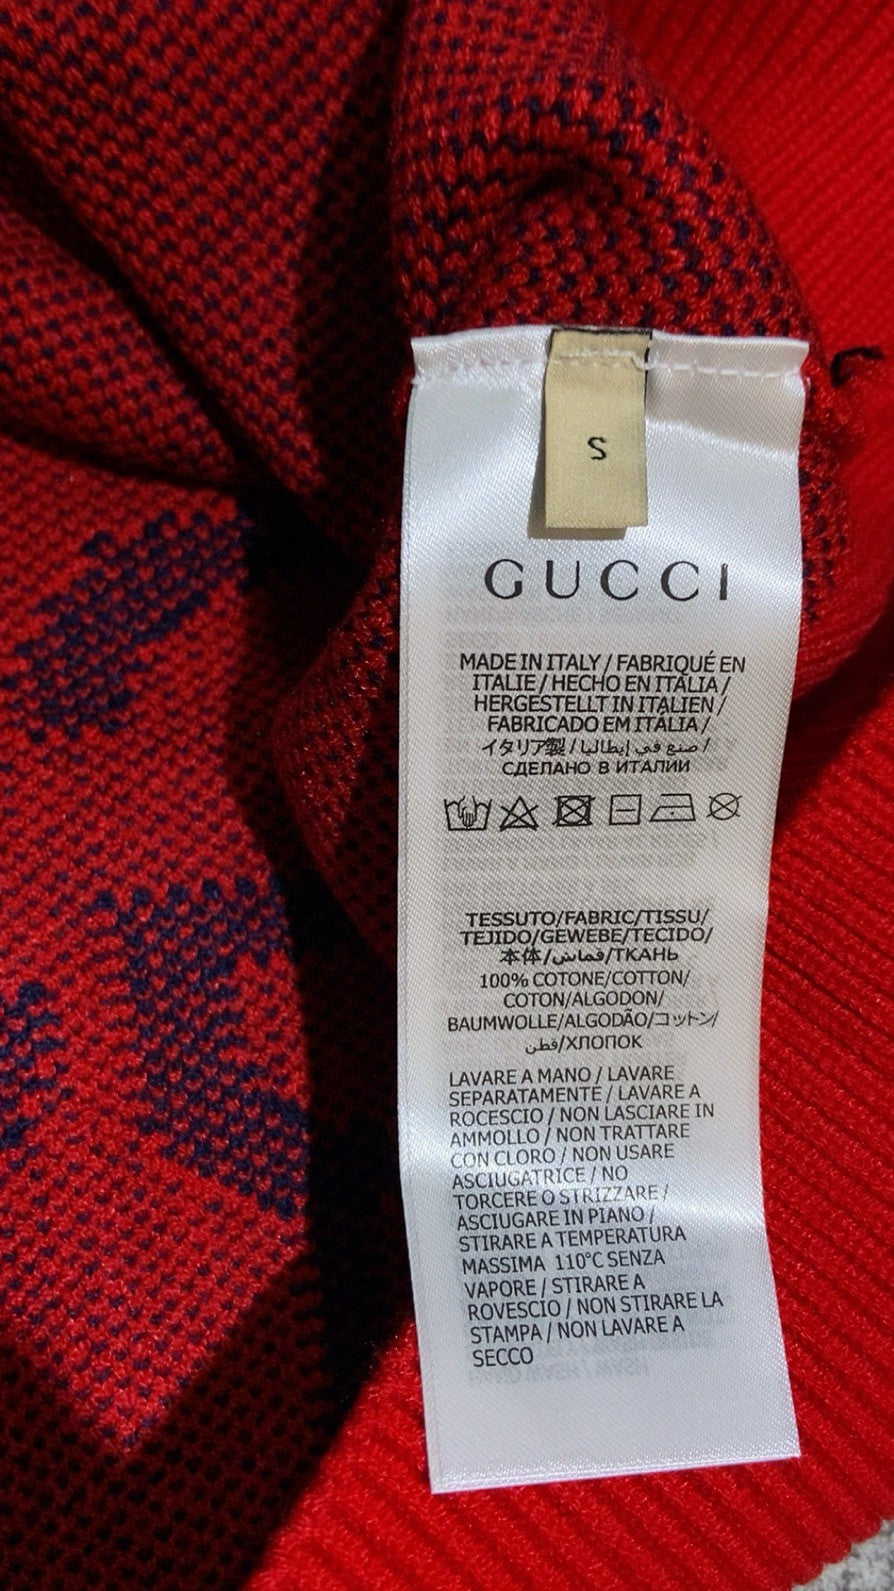 S
GUCCI
MADE IN ITALY / FABRIQUÉ EN
ITALIE / HECHO EN ITALIA /
HERGESTELLT IN ITALIEN /
FABRICADO EM ITÁLIA /
イタリア製 / صنع في إيطاليا /
СДЕЛАНО В ИТАЛИИ
TESSUTO/FABRIC/TISSU/
TEJIDO/GEWEBE/TECIDO/
本体/قماش/ТКАНЬ
100% COTONE/COTTON/
COTON/ALGODON/
BAUMWOLLE/ALGODÃO/コットン/
قطن/ХЛОПОК
LAVARE A MANO / LAVARE
SEPARATAMENTE / LAVARE A
ROCESCIO / NON LASCIARE IN
AMMOLLO / NON TRATTARE
CON CLORO / NON USARE
ASCIUGATRICE / NO
TORCERE O STRIZZARE /
ASCIUGARE IN PIANO /
STIRARE A TEMPERATURA
MASSIMA 110°C SENZA
VAPORE / STIRARE A
ROVESCIO / NON STIRARE LA
STAMPA / NON LAVARE A
SECCO